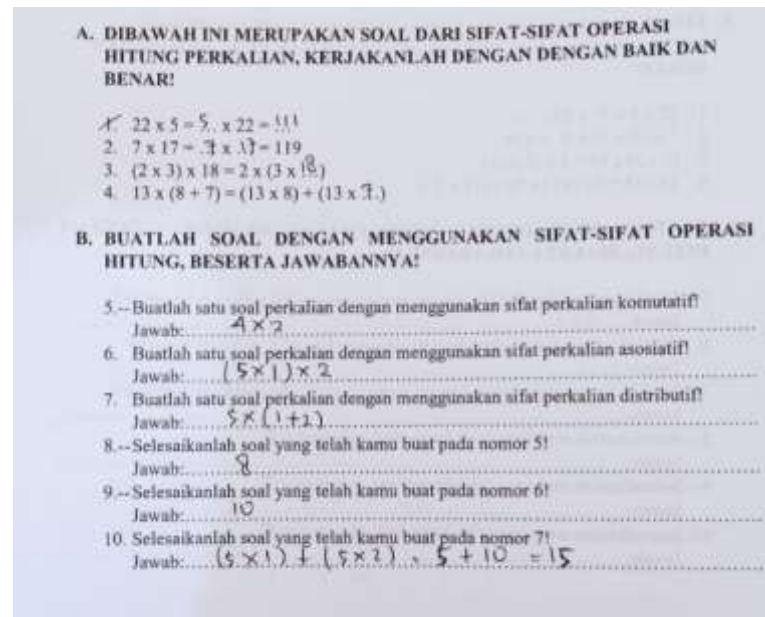 A. DIBAWAH INI MERUPAKAN SOAL DARI SIFAT-SIFAT OPERASI
HITUNG PERKALIAN, KERJAKANLAH DENGAN DENGAN BAIK DAN
BENAR!
22 x 5 = 5.. x 22 = 111
2. 7 x 17 = .7 x .17 = 119
3. (2 x 3) x 18 = 2 x (3 x 18.)
4. 13 x (8 + 7) = (13 x 8) + (13 x 7.)
B. BUATLAH SOAL DENGAN MENGGUNAKAN SIFAT-SIFAT OPERASI
HITUNG, BESERTA JAWABANNYA!
5. Buatlah satu soal perkalian dengan menggunakan sifat perkalian komutatif!
Jawab: 4 x 2
6. Buatlah satu soal perkalian dengan menggunakan sifat perkalian asosiatif!
Jawab: (5 x 1) x 2
7. Buatlah satu soal perkalian dengan menggunakan sifat perkalian distributif!
Jawab: 5 x (1+2)
8. Selesaikanlah soal yang telah kamu buat pada nomor 5!
Jawab: 8
9. Selesaikanlah soal yang telah kamu buat pada nomor 6!
Jawab: 10
10. Selesaikanlah soal yang telah kamu buat pada nomor 7!
Jawab: (5 x 1) + (5 x 2) = 5 + 10 = 15